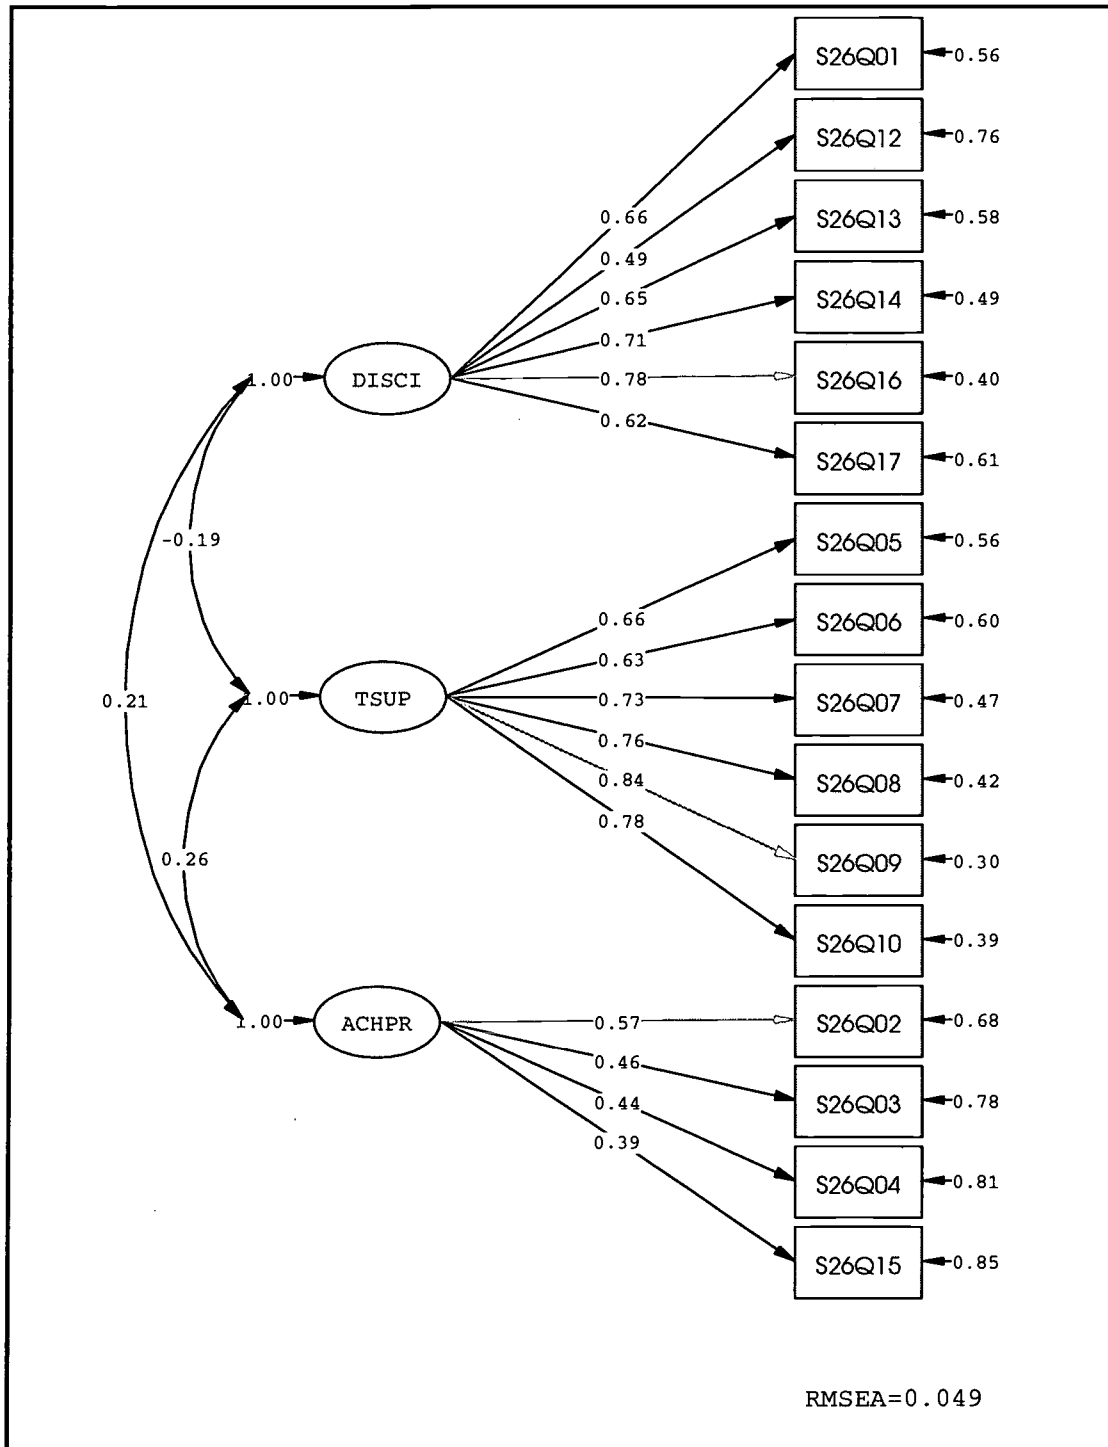 S26Q01 0.56
S26Q12 0.76
0.66 S26Q13 0.58
0.49
0.65 S26Q14 0.49
0.71
1.00 DISCI 0.78 S26Q16 0.40
0.62
S26Q17 0.61
-0.19 S26Q05 0.56
0.66 S26Q06 0.60
0.63
0.21 1.00 TSUP 0.73 S26Q07 0.47
0.76
0.84 S26Q08 0.42
0.78
0.26 S26Q09 0.30
S26Q10 0.39
1.00 ACHPR 0.57 S26Q02 0.68
0.46
0.44 S26Q03 0.78
0.39
S26Q04 0.81
S26Q15 0.85
RMSEA=0.049